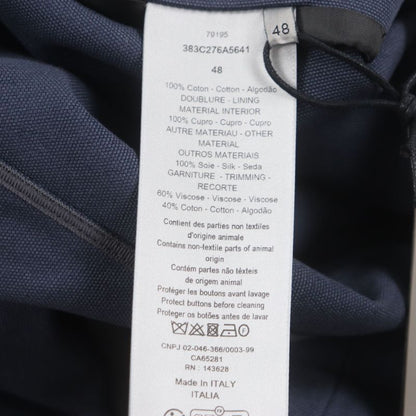 79195
383C276A5641
48
100% Coton - Cotton - Algodão
DOUBLURE - LINING
MATERIAL INTERIOR
100% Cupro - Cupro - Cupro
AUTRE MATERIAU - OTHER
MATERIAL
OUTROS MATERIAIS
100% Soie - Silk - Seda
GARNITURE - TRIMMING -
RECORTE
60% Viscose - Viscose - Viscose
40% Coton - Cotton - Algodão
Contient des parties non textiles
d'origine animale
Contains non-textile parts of animal
origin
Contém partes não têxteis
de origem animal
Protéger les boutons avant lavage
Protect buttons before cleaning
Proteger os botões antes de lavar
CNPJ 02-046-366/0003-99
CA65281
RN : 143628
Made In ITALY
ITALIA
48